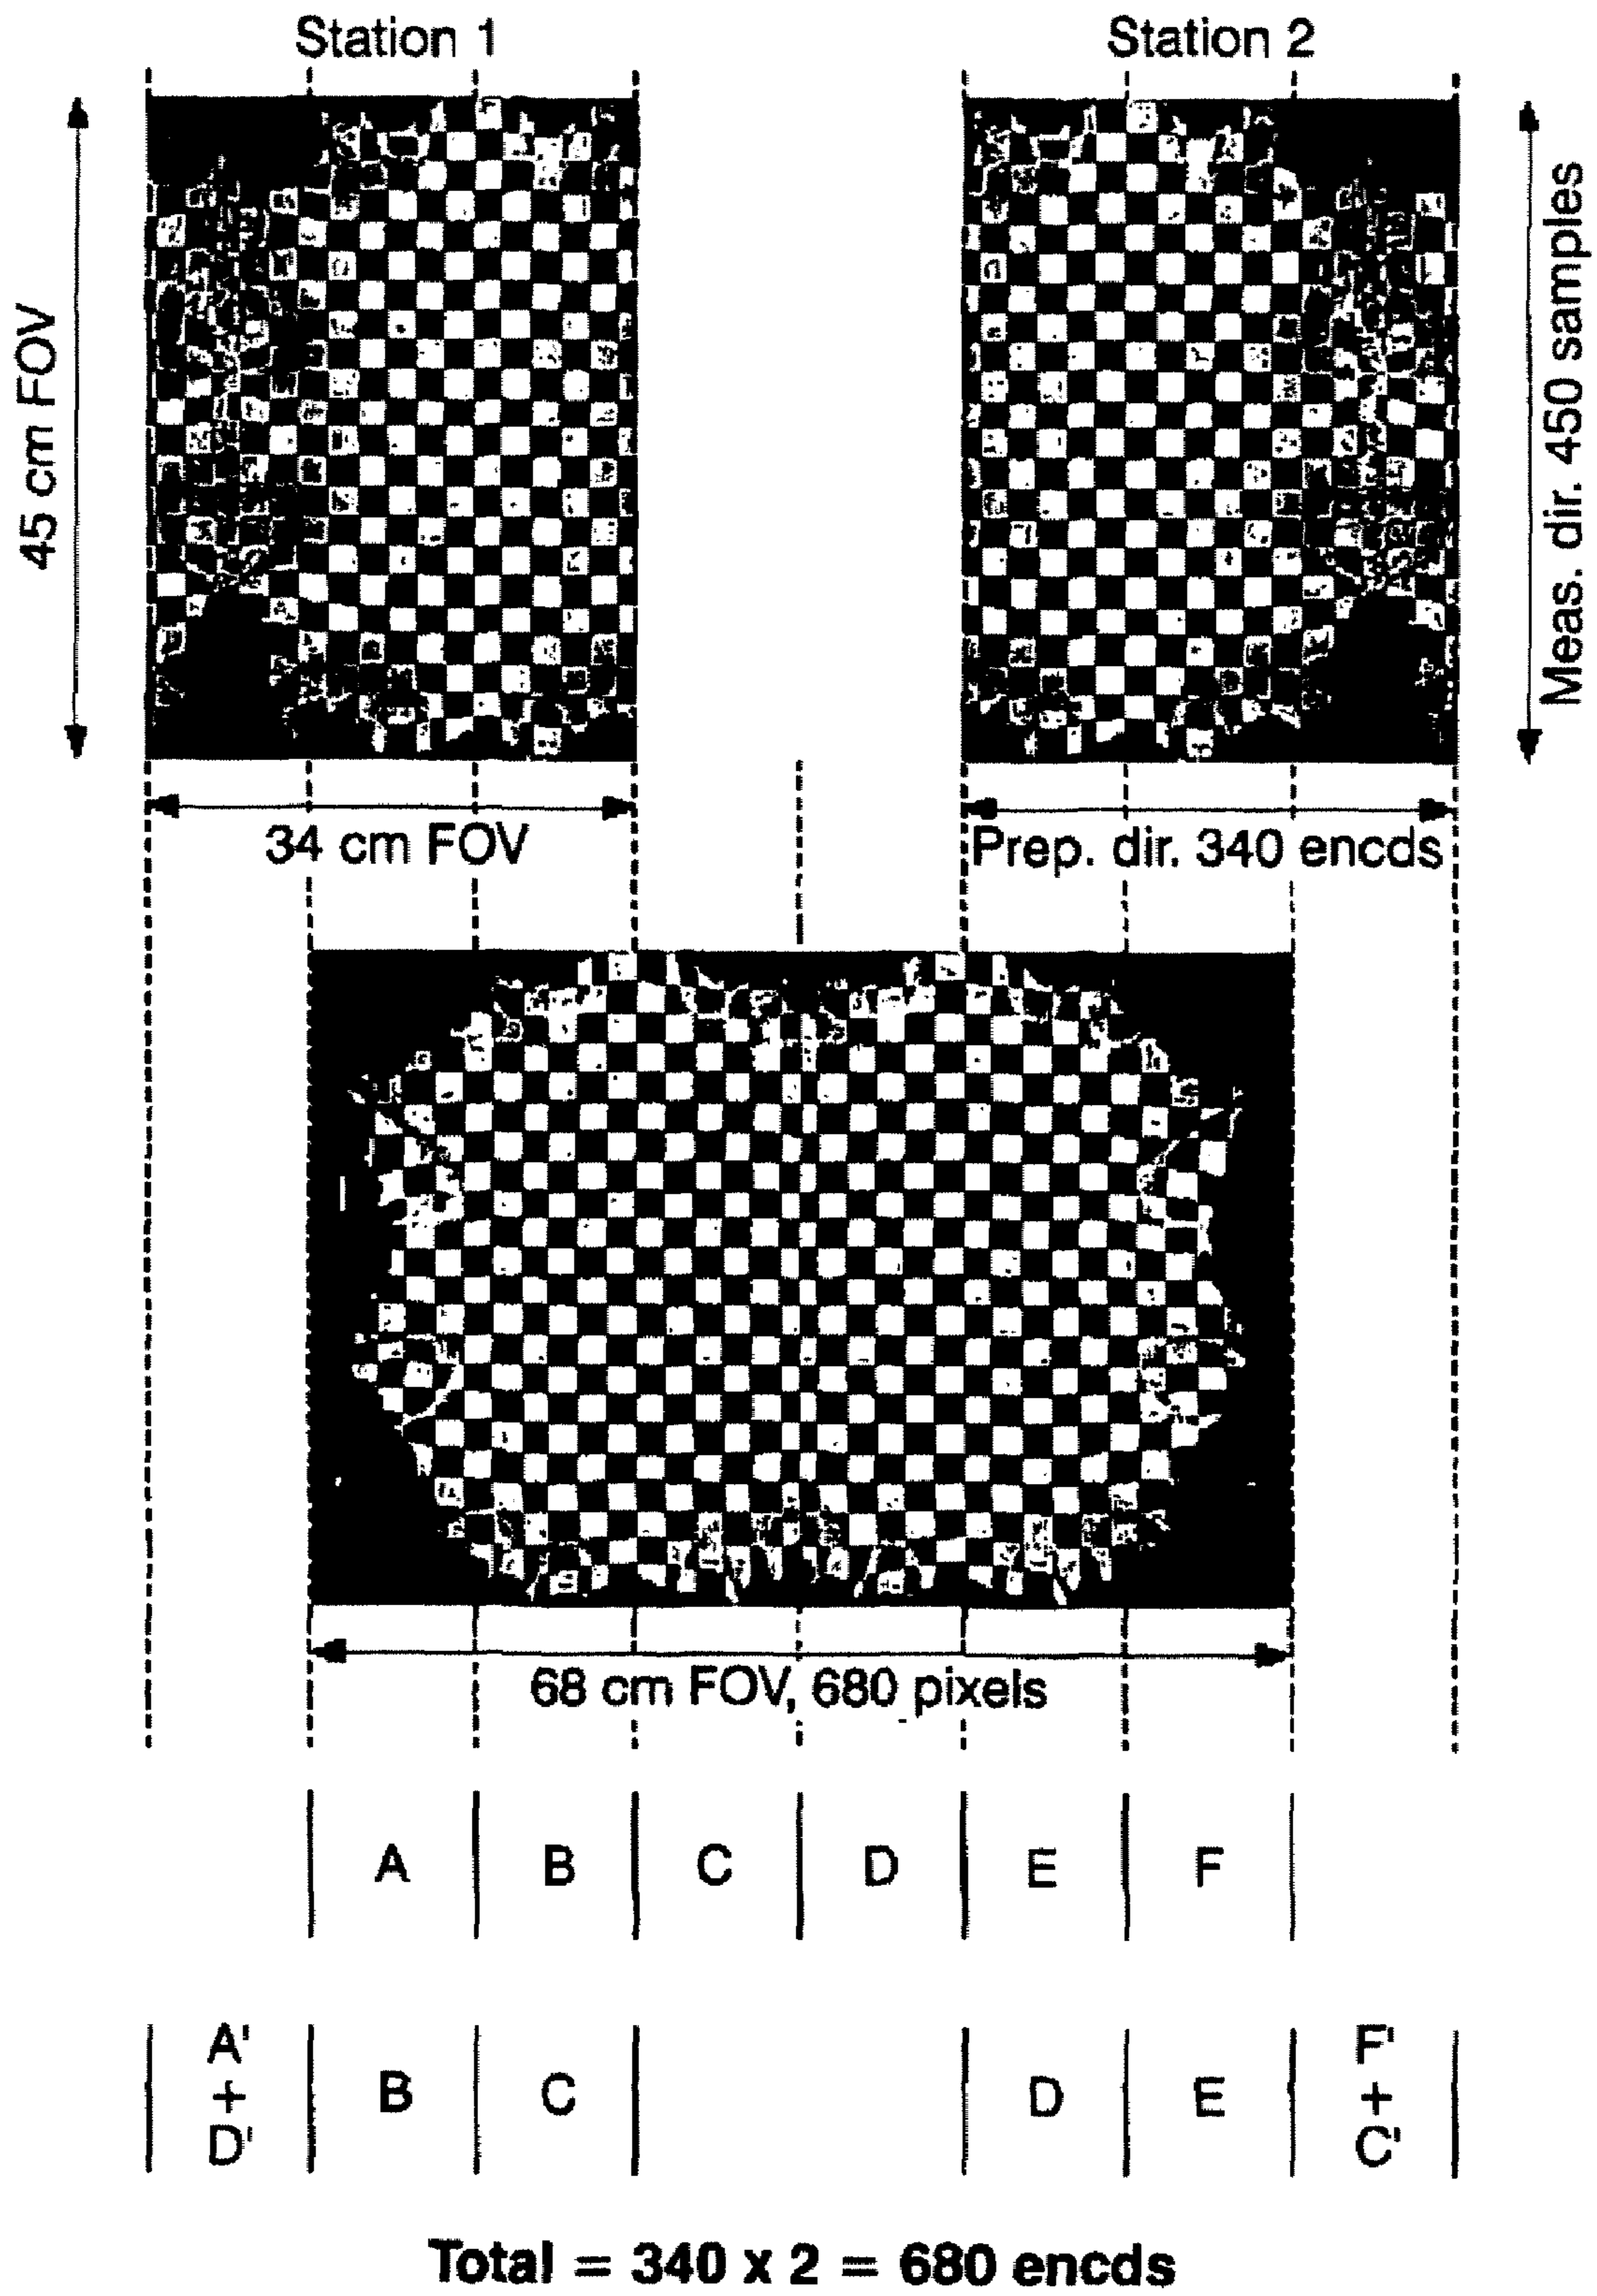 Station 1
Station 2
45 cm FOV
Meas. dir. 450 samples
34 cm FOV
Prep. dir. 340 encds
68 cm FOV, 680 pixels
A B C D E F
A' + D' B C D E F' + C'
Total = 340 x 2 = 680 encds